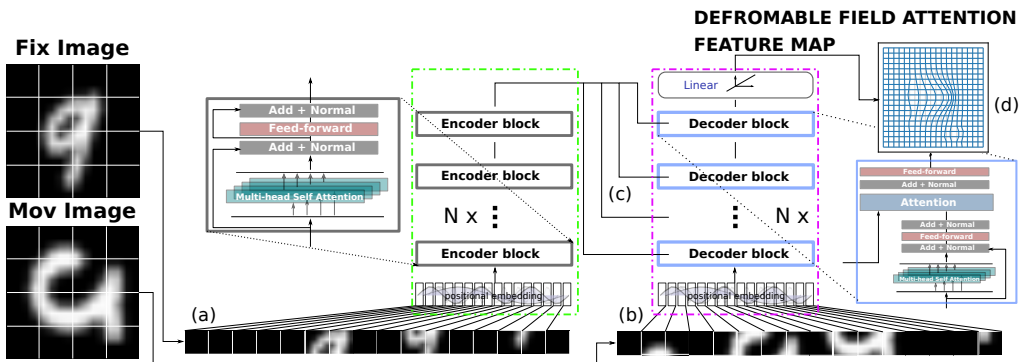 DEFROMABLE FIELD ATTENTION
FEATURE MAP
Fix Image
Mov Image
Add + Normal
Feed-forward
Add + Normal
Multi-head Self Attention
Encoder block
Encoder block
N x
Encoder block
positional embedding
(a)
Linear
Decoder block
Decoder block
(c)
N x
Decoder block
positional embedding
(b)
(d)
Feed-forward
Add + Normal
Attention
Add + Normal
Feed-forward
Add + Normal
Multi-head Self Attention